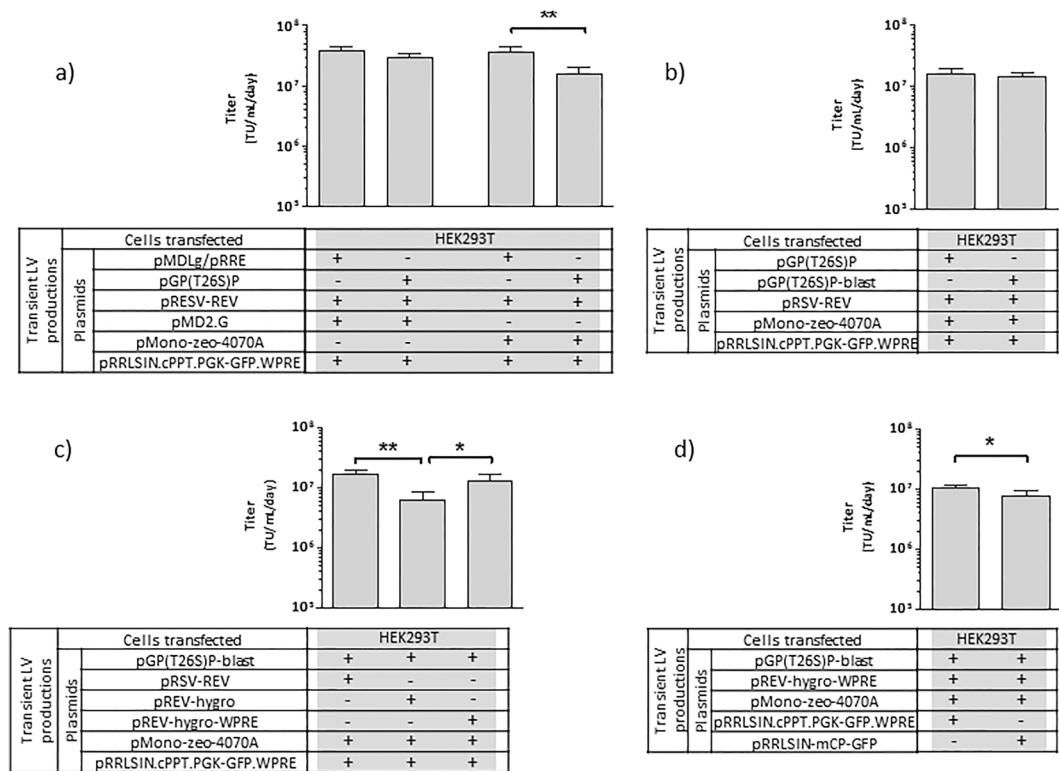 a)
**
10⁸
10⁷
10⁶
10⁵
Titer
[TU/mL/day]
Transient LV productions
Plasmids
Cells transfected HEK293T
pMDLg/pRRE + - + -
pGP(T26S)P - + - +
pRESV-REV + + + +
pMD2.G + + - -
pMono-zeo-4070A - - + +
pRRLSIN.cPPT.PGK-GFP.WPRE + + + +
b)
10⁸
10⁷
10⁶
10⁵
Titer
[TU/mL/day]
Transient LV productions
Plasmids
Cells transfected HEK293T
pGP(T26S)P + -
pGP(T26S)P-blast - +
pRSV-REV + +
pMono-zeo-4070A + +
pRRLSIN.cPPT.PGK-GFP.WPRE + +
c)
** *
10⁸
10⁷
10⁶
10⁵
Titer
(TU/mL/day)
Transient LV productions
Plasmids
Cells transfected HEK293T
pGP(T26S)P-blast + + +
pRSV-REV + - -
pREV-hygro - + -
pREV-hygro-WPRE - - +
pMono-zeo-4070A + + +
pRRLSIN.cPPT.PGK-GFP.WPRE + + +
d)
*
10⁸
10⁷
10⁶
10⁵
Titer
[TU/mL/day]
Transient LV productions
Plasmids
Cells transfected HEK293T
pGP(T26S)P-blast + +
pREV-hygro-WPRE + +
pMono-zeo-4070A + +
pRRLSIN.cPPT.PGK-GFP.WPRE + -
pRRLSIN-mCP-GFP - +